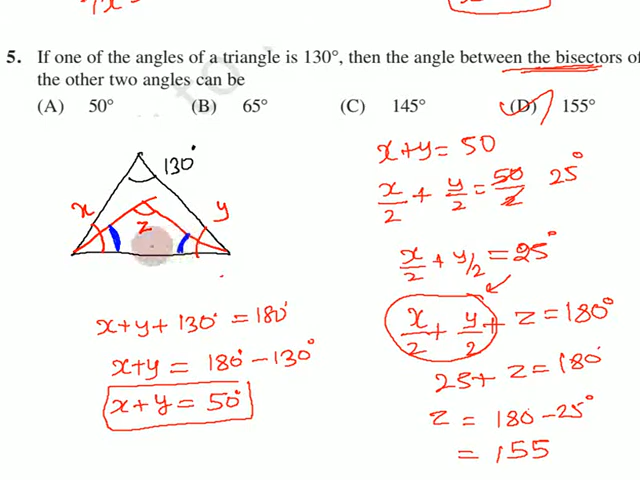 5. If one of the angles of a triangle is 130°, then the angle between the bisectors of
the other two angles can be
(A) 50° (B) 65° (C) 145° (D) 155°
130°
x y
z
x+y+130° = 180°
x+y = 180° - 130°
x+y = 50°
x+y = 50
x/2 + y/2 = 50/2 25°
x/2 + y/2 = 25°
x/2 + y/2 + z = 180°
25+ z = 180°
z = 180 - 25°
= 155